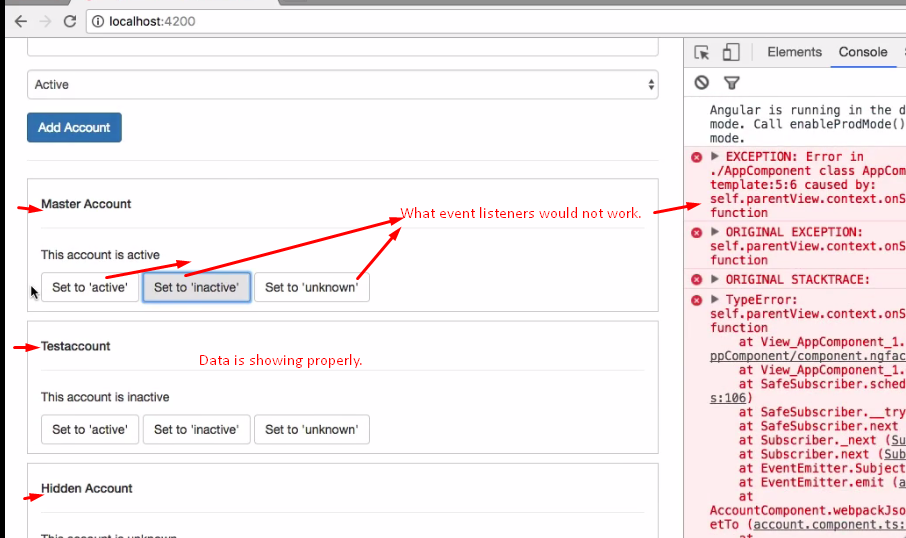 localhost:4200
Elements Console
Active
Add Account
Angular is running in the d
mode. Call enableProdMode()
mode.
EXCEPTION: Error in
./AppComponent class AppCom
template:5:6 caused by:
self.parentView.context.onS
function
Master Account
What event listeners would not work.
This account is active
Set to 'active' Set to 'inactive' Set to 'unknown'
ORIGINAL EXCEPTION:
self.parentView.context.onS
function
ORIGINAL STACKTRACE:
TypeError:
self.parentView.context.onS
function
at View_AppComponent_1.
ppComponent/component.ngfac
at View_AppComponent_1.
at SafeSubscriber.sched
s:106)
at SafeSubscriber.__try
at SafeSubscriber.next
at Subscriber._next (Su
at Subscriber.next (Sub
at EventEmitter.Subject
at EventEmitter.emit (a
at
AccountComponent.webpackJso
etTo (account.component.ts:
Testaccount
Data is showing properly.
This account is inactive
Set to 'active' Set to 'inactive' Set to 'unknown'
Hidden Account
This account is unknown